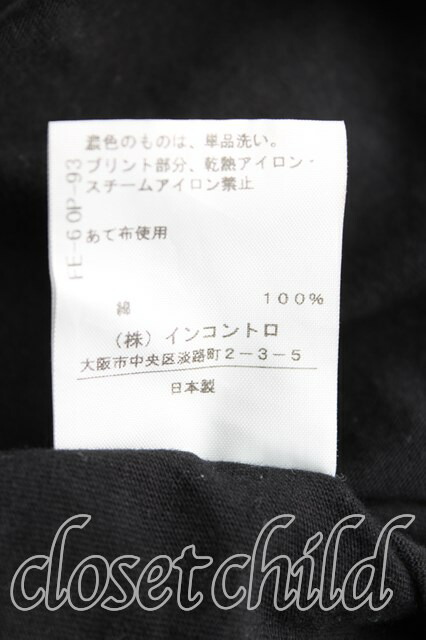 濃色のものは、単品洗い。
プリント部分、乾熱アイロン・
スチームアイロン禁止
あて布使用
綿 100%
(株)インコントロ
大阪市中央区淡路町2-3-5
日本製
HE-60P-93
closetchild